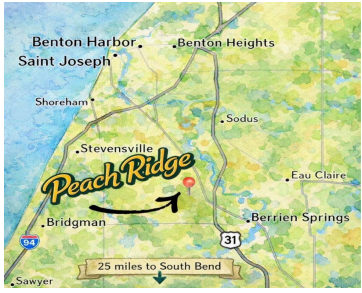 Benton Harbor
Benton Heights
Saint Joseph
Shoreham
Sodus
Stevensville
Peach Ridge
Eau Claire
Bridgman
Berrien Springs
94
31
25 miles to South Bend
Sawyer